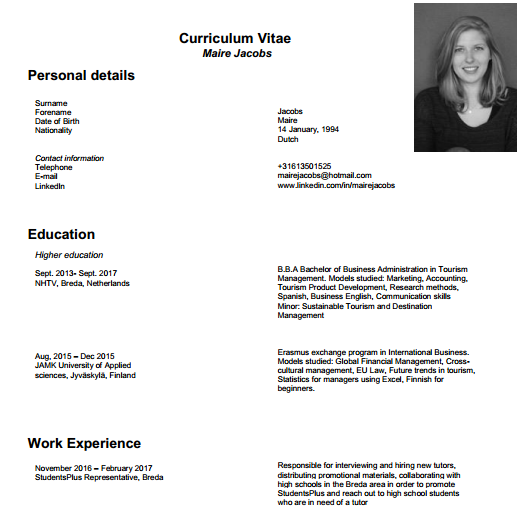 Curriculum Vitae
Maire Jacobs
Personal details
Surname
Forename
Date of Birth
Nationality
Jacobs
Maire
14 January, 1994
Dutch
Contact information
Telephone
E-mail
LinkedIn
+31613501525
mairejacobs@hotmail.com
www.linkedin.com/in/mairejacobs
Education
Higher education
Sept. 2013- Sept. 2017
NHTV, Breda, Netherlands
B.B.A Bachelor of Business Administration in Tourism
Management. Models studied: Marketing, Accounting,
Tourism Product Development, Research methods,
Spanish, Business English, Communication skills
Minor: Sustainable Tourism and Destination
Management
Aug, 2015 – Dec 2015
JAMK University of Applied
sciences, Jyväskylä, Finland
Erasmus exchange program in International Business.
Models studied: Global Financial Management, Cross-
cultural management, EU Law, Future trends in tourism,
Statistics for managers using Excel, Finnish for
beginners.
Work Experience
November 2016 – February 2017
StudentsPlus Representative, Breda
Responsible for interviewing and hiring new tutors,
distributing promotional materials, collaborating with
high schools in the Breda area in order to promote
StudentsPlus and reach out to high school students
who are in need of a tutor